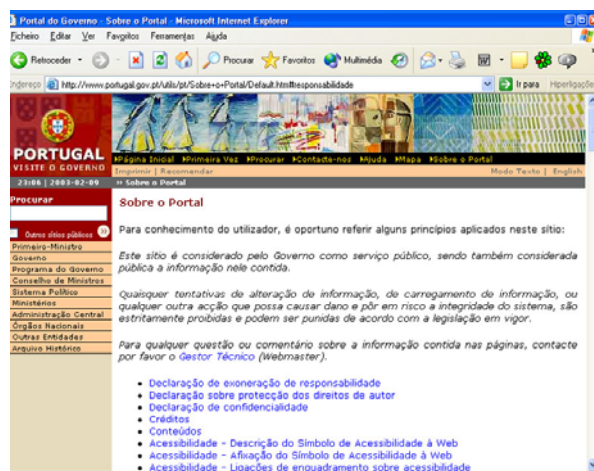 Portal do Governo - Sobre o Portal - Microsoft Internet Explorer
Ficheiro Editar Ver Favoritos Ferramentas Ajuda
Retroceder Procurar Favoritos Multimédia
Endereço http://www.portugal.gov.pt/utils/pt/Sobre+o+Portal/Default.htm#responsabilidade Ir para Hiperligações
PORTUGAL
VISITE O GOVERNO
Página Inicial Primeira Vez Procurar Contacte-nos Ajuda Mapa Sobre o Portal
Imprimir | Recomendar Modo Texto | English
23:06 | 2003-02-09 » Sobre o Portal
Procurar
Outros sítios públicos
Primeiro-Ministro
Governo
Programa do Governo
Conselho de Ministros
Sistema Político
Ministérios
Administração Central
Órgãos Nacionais
Outras Entidades
Arquivo Histórico
Sobre o Portal
Para conhecimento do utilizador, é oportuno referir alguns princípios aplicados neste sítio:
Este sítio é considerado pelo Governo como serviço público, sendo também considerada
pública a informação nele contida.
Quaisquer tentativas de alteração de informação, de carregamento de informação, ou
qualquer outra acção que possa causar dano e pôr em risco a integridade do sistema, são
estritamente proibidas e podem ser punidas de acordo com a legislação em vigor.
Para qualquer questão ou comentário sobre a informação contida nas páginas, contacte
por favor o Gestor Técnico (Webmaster).
• Declaração de exoneração de responsabilidade
• Declaração sobre protecção dos direitos de autor
• Declaração de confidencialidade
• Créditos
• Conteúdos
• Acessibilidade - Descrição do Símbolo de Acessibilidade à Web
• Acessibilidade - Afixação do Símbolo de Acessibilidade à Web
• Acessibilidade - Ligações de enquadramento sobre acessibilidade